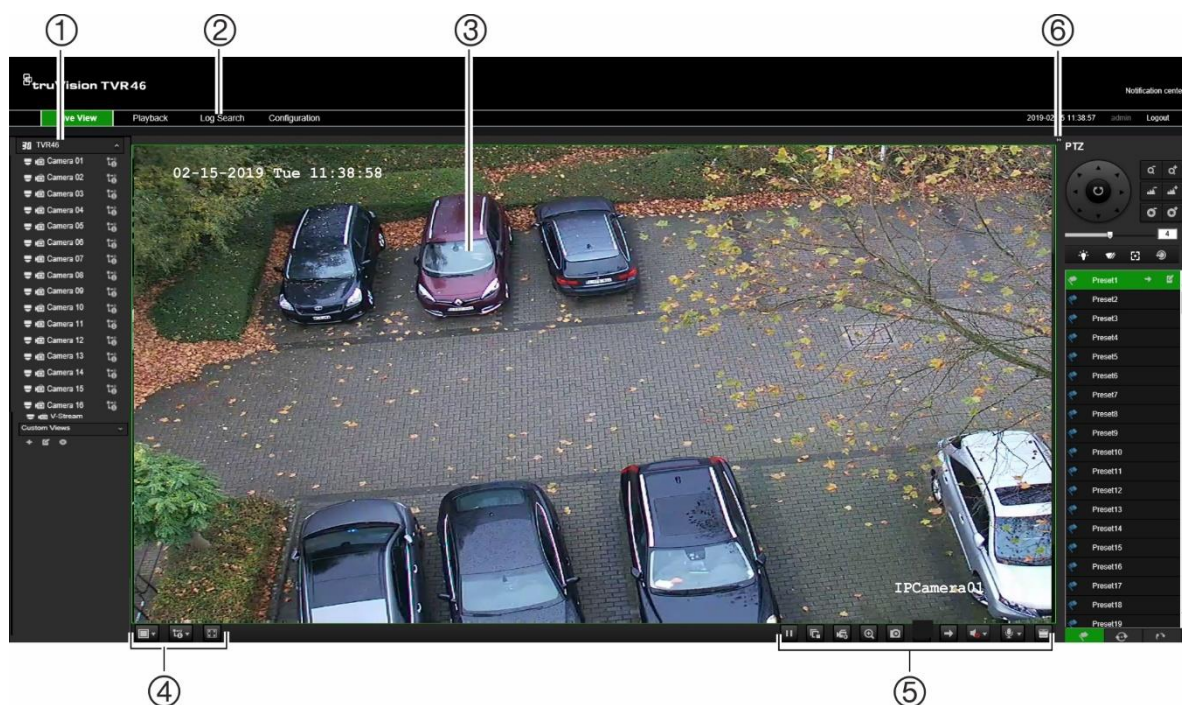 ① ② ③ ⑥
truVision TVR46
Notification cente
Live View Playback Log Search Configuration
11:38:57 admin Logout
TVR46
PTZ
Camera 01
Camera 02
Camera 03
Camera 04
Camera 05
Camera 06
Camera 07
Camera 08
Camera 09
Camera 10
Camera 11
Camera 12
Camera 13
Camera 14
Camera 15
Camera 16
V-Stream
Custom Views
02-15-2019 Tue 11:38:58
IPCamera01
4
Preset1
Preset2
Preset3
Preset4
Preset5
Preset6
Preset7
Preset8
Preset9
Preset10
Preset11
Preset12
Preset13
Preset14
Preset15
Preset16
Preset17
Preset18
Preset19
④ ⑤